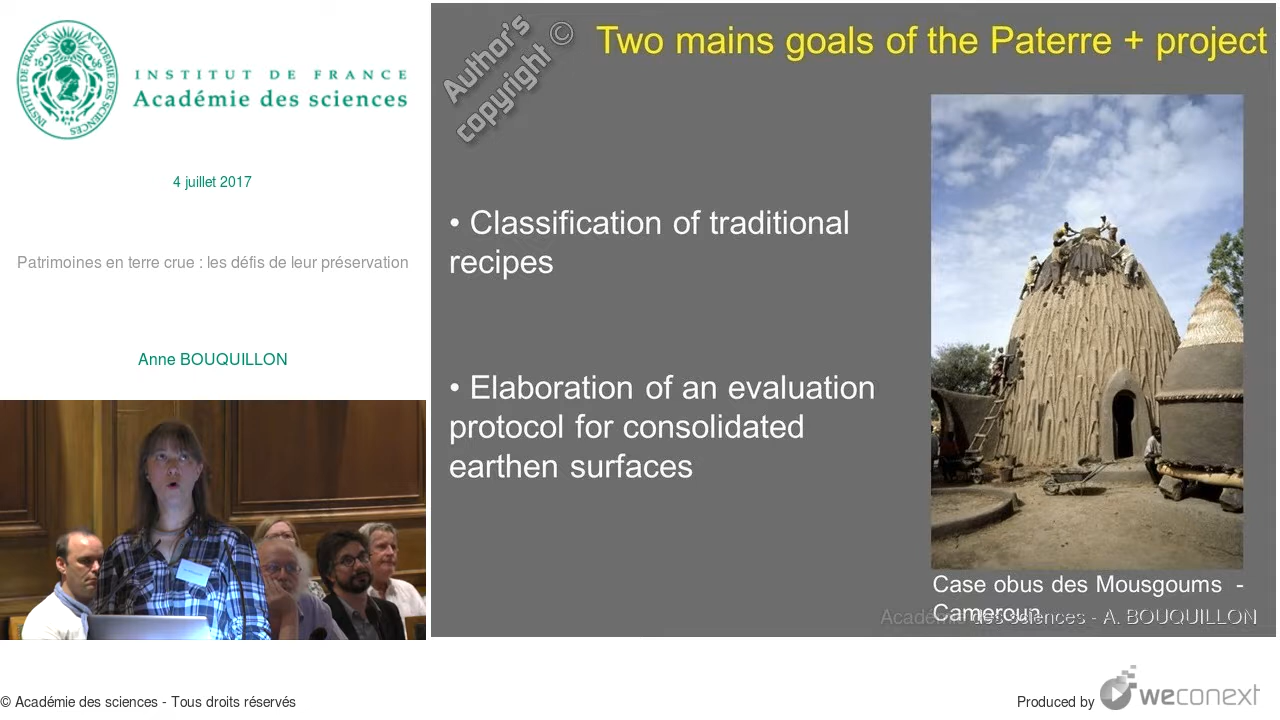 INSTITUT DE FRANCE
Académie des sciences
4 juillet 2017
Patrimoines en terre crue : les défis de leur préservation
Anne BOUQUILLON
Author's ©
copyright
Two mains goals of the Paterre + project
• Classification of traditional
recipes
• Elaboration of an evaluation
protocol for consolidated
earthen surfaces
Case obus des Mousgoums -
Cameroun
Académie des sciences - A. BOUQUILLON
© Académie des sciences - Tous droits réservés
Produced by weconext